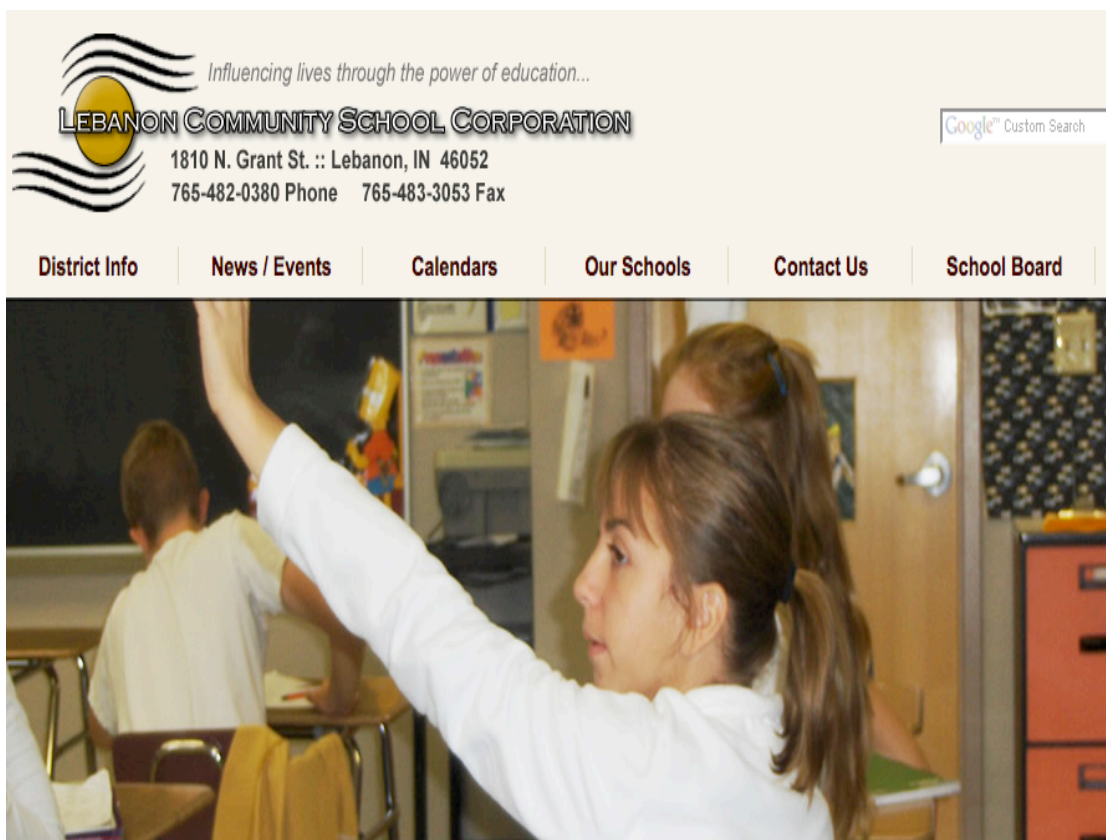 Influencing lives through the power of education...
LEBANON COMMUNITY SCHOOL CORPORATION
Google™ Custom Search
1810 N. Grant St. :: Lebanon, IN 46052
765-482-0380 Phone 765-483-3053 Fax
District Info News / Events Calendars Our Schools Contact Us School Board